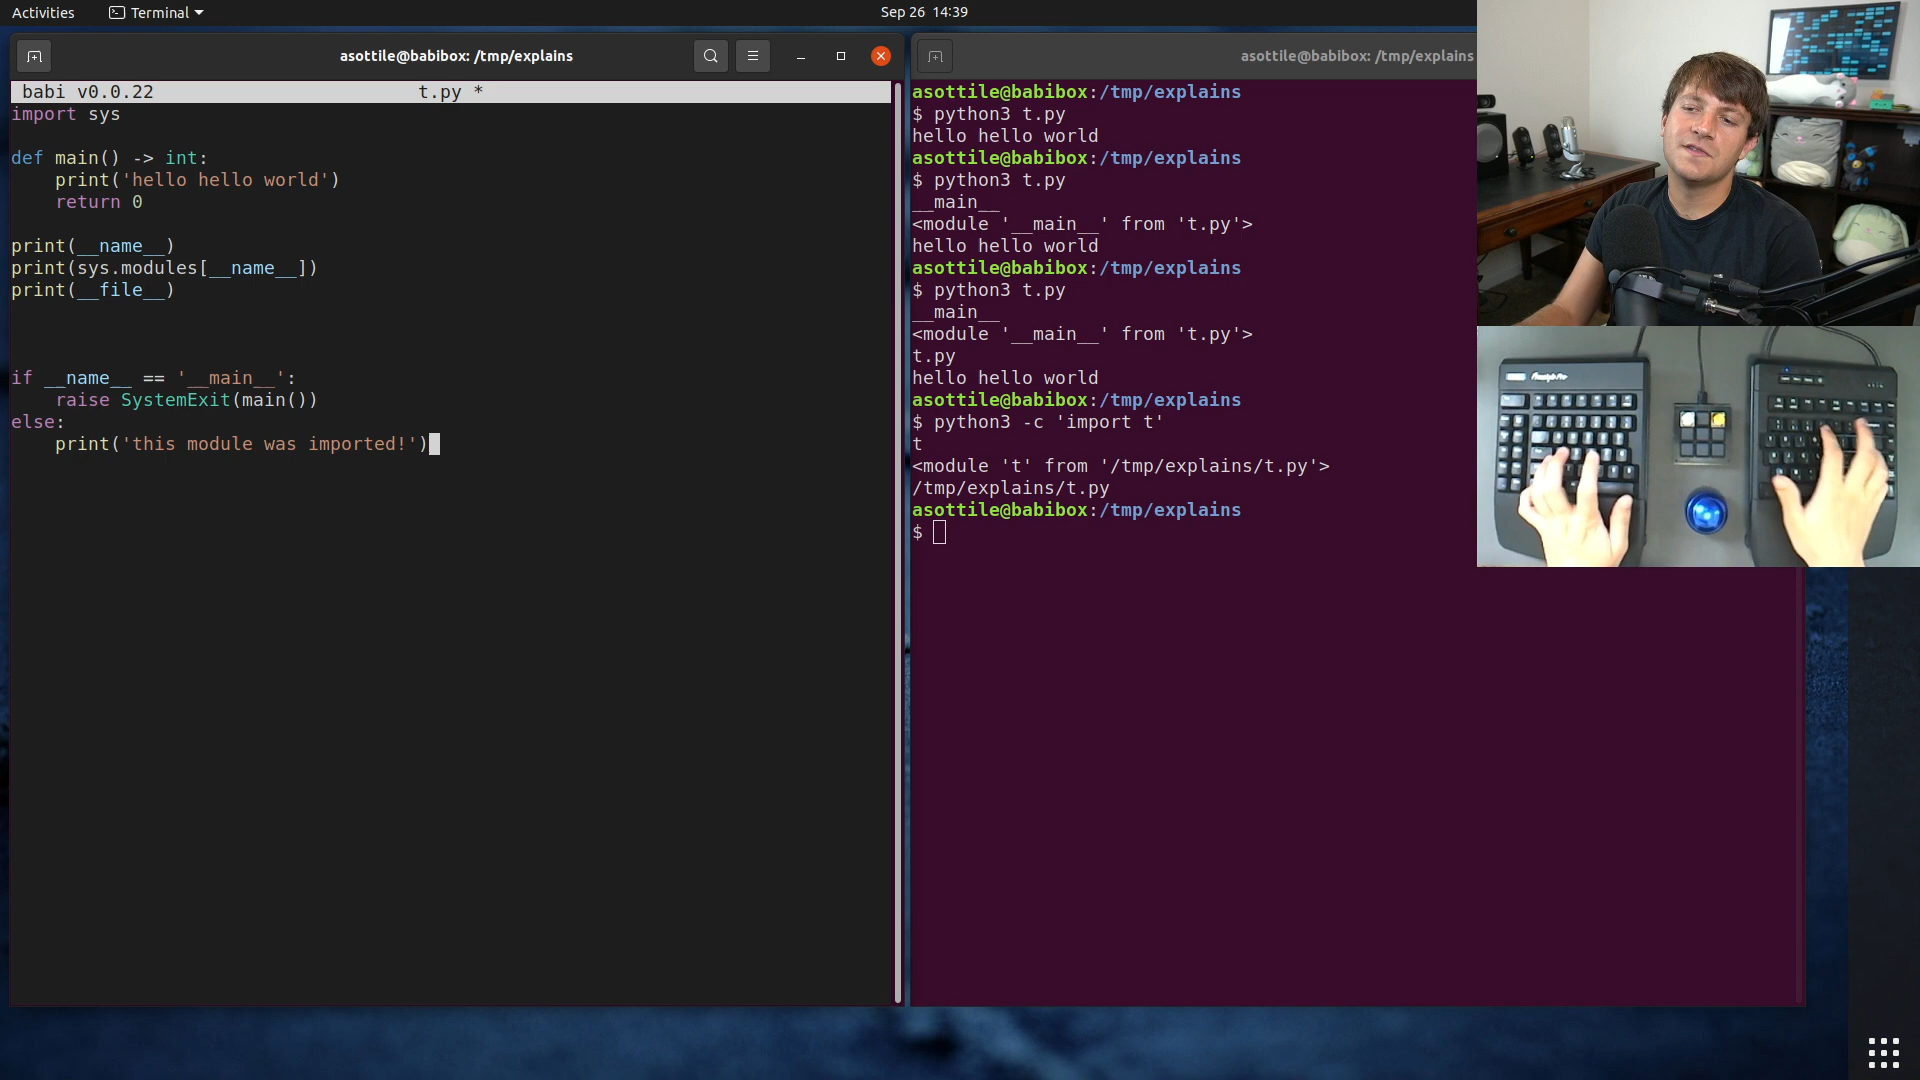 Activities
Terminal
Sep 26 14:39
asottile@babibox: /tmp/explains
babi v0.0.22 t.py *
import sys
def main() -> int:
    print('hello hello world')
    return 0
print(__name__)
print(sys.modules[__name__])
print(__file__)
if __name__ == '__main__':
    raise SystemExit(main())
else:
    print('this module was imported!')
asottile@babibox: /tmp/explains
asottile@babibox:/tmp/explains
$ python3 t.py
hello hello world
asottile@babibox:/tmp/explains
$ python3 t.py
__main__
<module '__main__' from 't.py'>
hello hello world
asottile@babibox:/tmp/explains
$ python3 t.py
__main__
<module '__main__' from 't.py'>
t.py
hello hello world
asottile@babibox:/tmp/explains
$ python3 -c 'import t'
t
<module 't' from '/tmp/explains/t.py'>
/tmp/explains/t.py
asottile@babibox:/tmp/explains
$